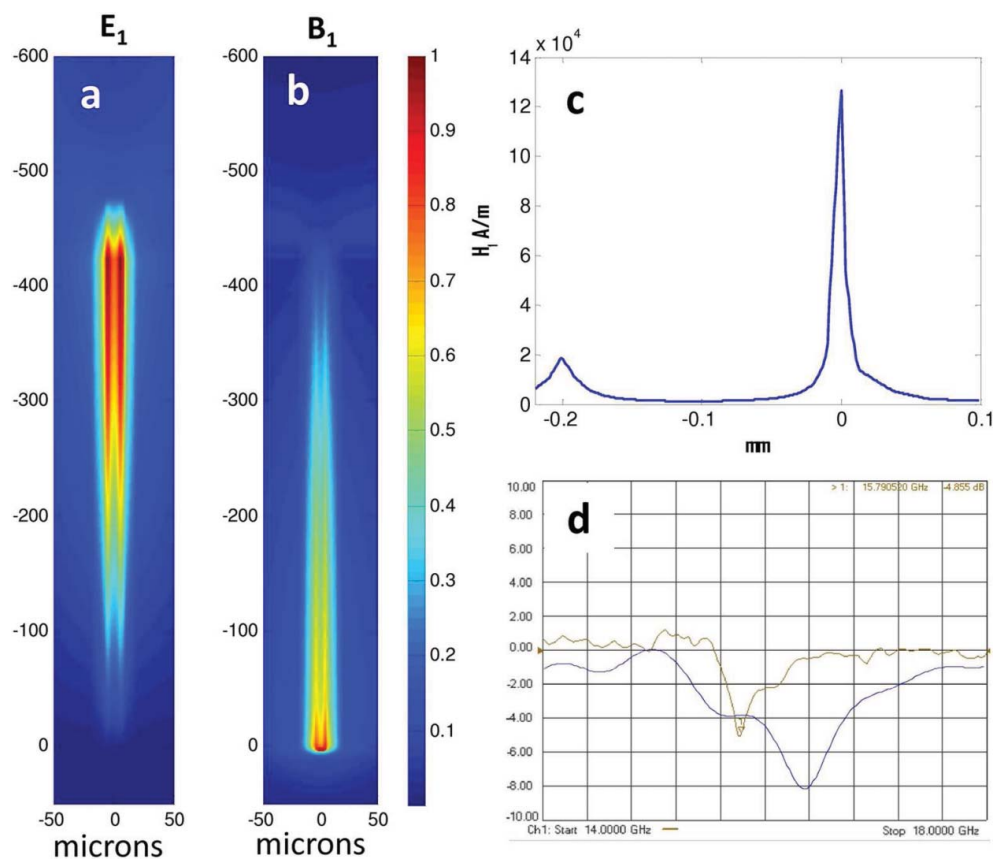 E1
B1
a
b
c
d
-600
-500
-400
-300
-200
-100
0
-50 0 50
microns
-600
-500
-400
-300
-200
-100
0
-50 0 50
microns
1
0.9
0.8
0.7
0.6
0.5
0.4
0.3
0.2
0.1
x 10^4
14
12
10
8
6
4
2
0
H1 A/m
-0.2 -0.1 0 0.1
mm
10.00
8.00
6.00
4.00
2.00
0.00
-2.00
-4.00
-6.00
-8.00
-10.00
> 1: 15.790520 GHz -4.855 dB
1
Ch1: Start 14.0000 GHz
Stop 18.0000 GHz